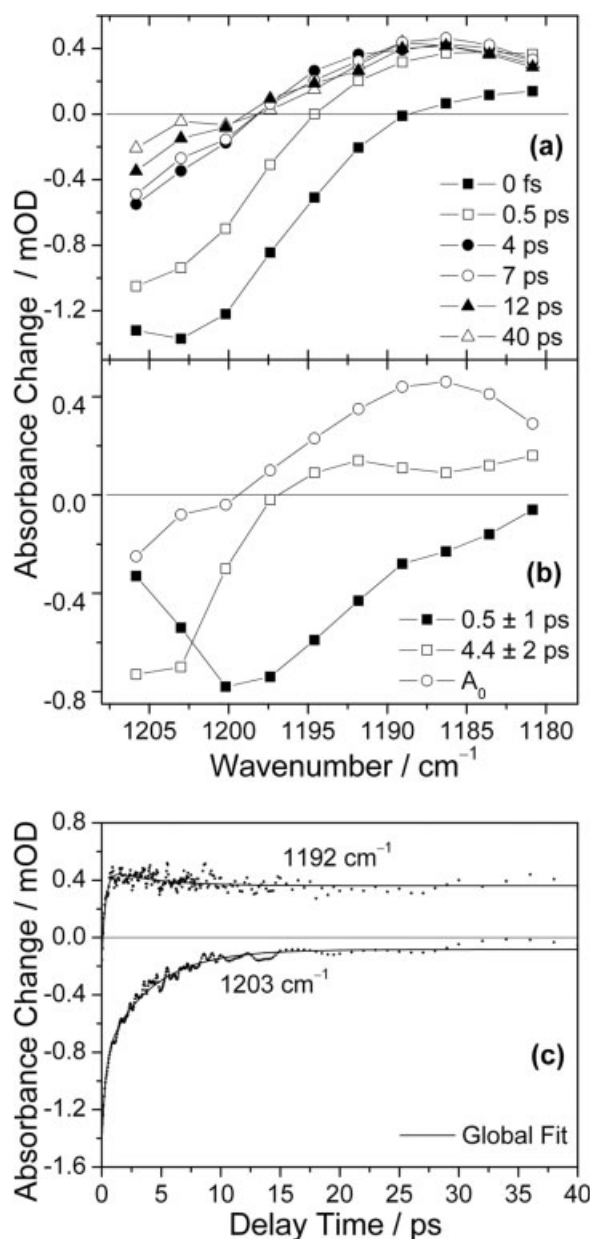 0.4
0.0
-0.4
-0.8
-1.2
(a)
0 fs
0.5 ps
4 ps
7 ps
12 ps
40 ps
0.4
0.0
-0.4
-0.8
(b)
0.5 ± 1 ps
4.4 ± 2 ps
A₀
Absorbance Change / mOD
1205 1200 1195 1190 1185 1180
Wavenumber / cm⁻¹
0.8
0.4
0.0
-0.4
-0.8
-1.2
-1.6
1192 cm⁻¹
1203 cm⁻¹
(c)
Global Fit
Absorbance Change / mOD
0 5 10 15 20 25 30 35 40
Delay Time / ps